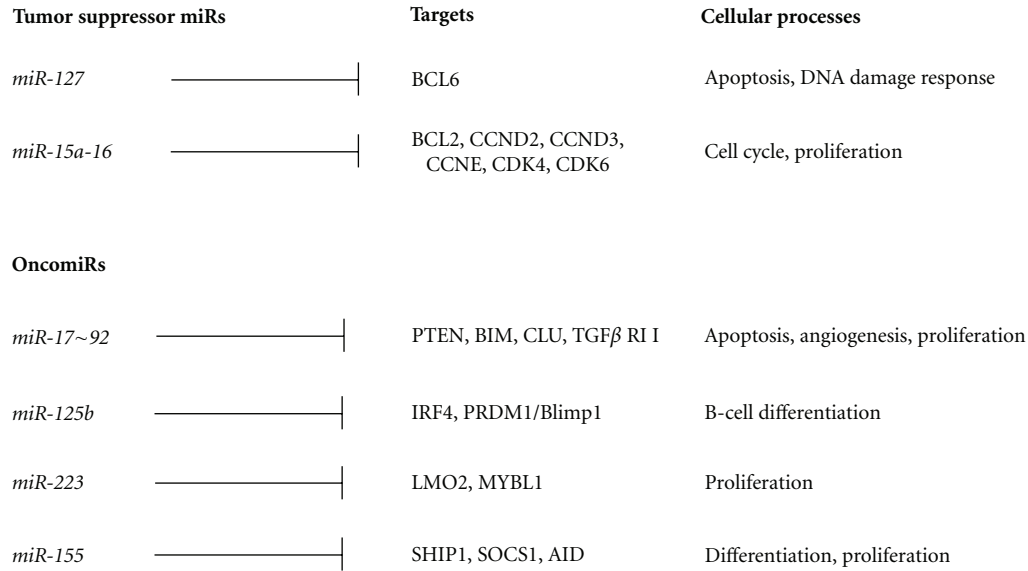 Tumor suppressor miRs Targets Cellular processes
miR-127 BCL6 Apoptosis, DNA damage response
miR-15a-16 BCL2, CCND2, CCND3, Cell cycle, proliferation
CCNE, CDK4, CDK6
OncomiRs
miR-17~92 PTEN, BIM, CLU, TGFβ RI I Apoptosis, angiogenesis, proliferation
miR-125b IRF4, PRDM1/Blimp1 B-cell differentiation
miR-223 LMO2, MYBL1 Proliferation
miR-155 SHIP1, SOCS1, AID Differentiation, proliferation